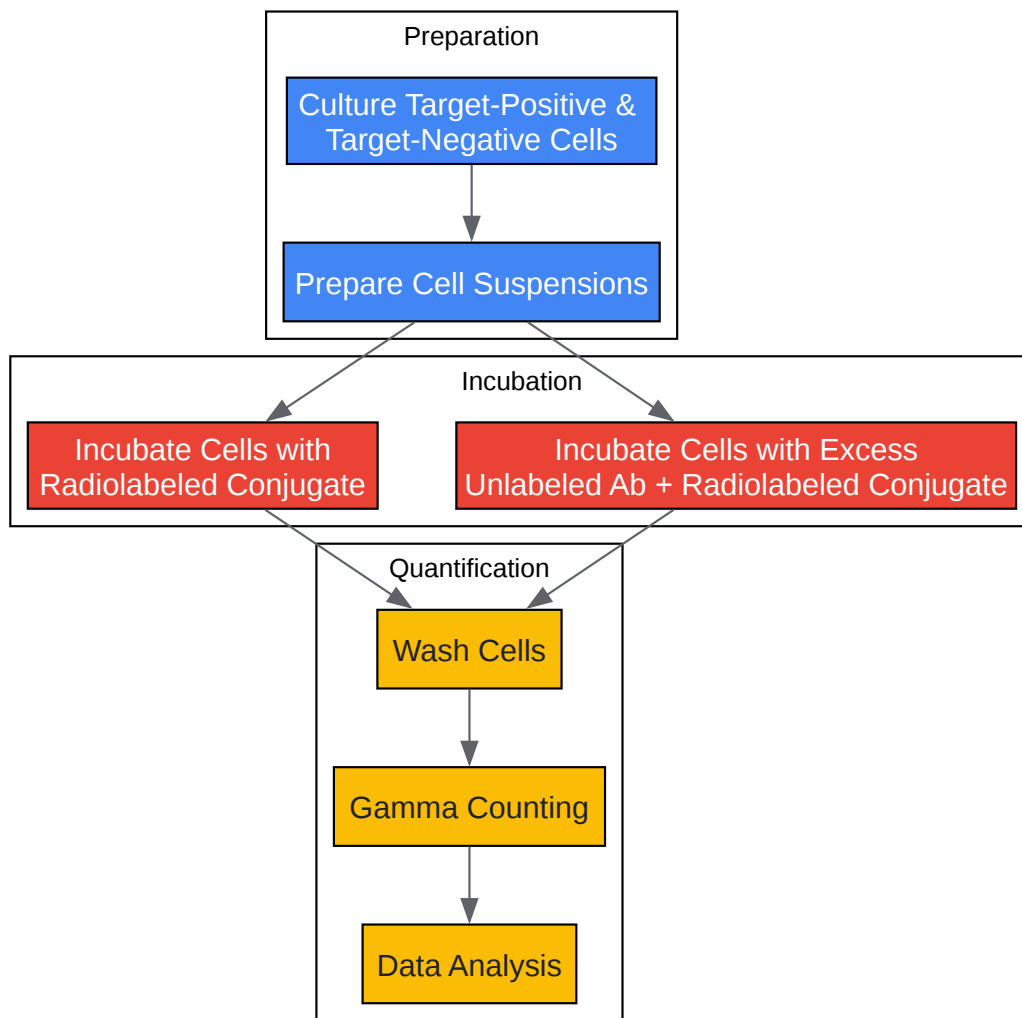 Preparation
Culture Target-Positive &
Target-Negative Cells
Prepare Cell Suspensions
Incubation
Incubate Cells with
Radiolabeled Conjugate
Incubate Cells with Excess
Unlabeled Ab + Radiolabeled Conjugate
Quantification
Wash Cells
Gamma Counting
Data Analysis